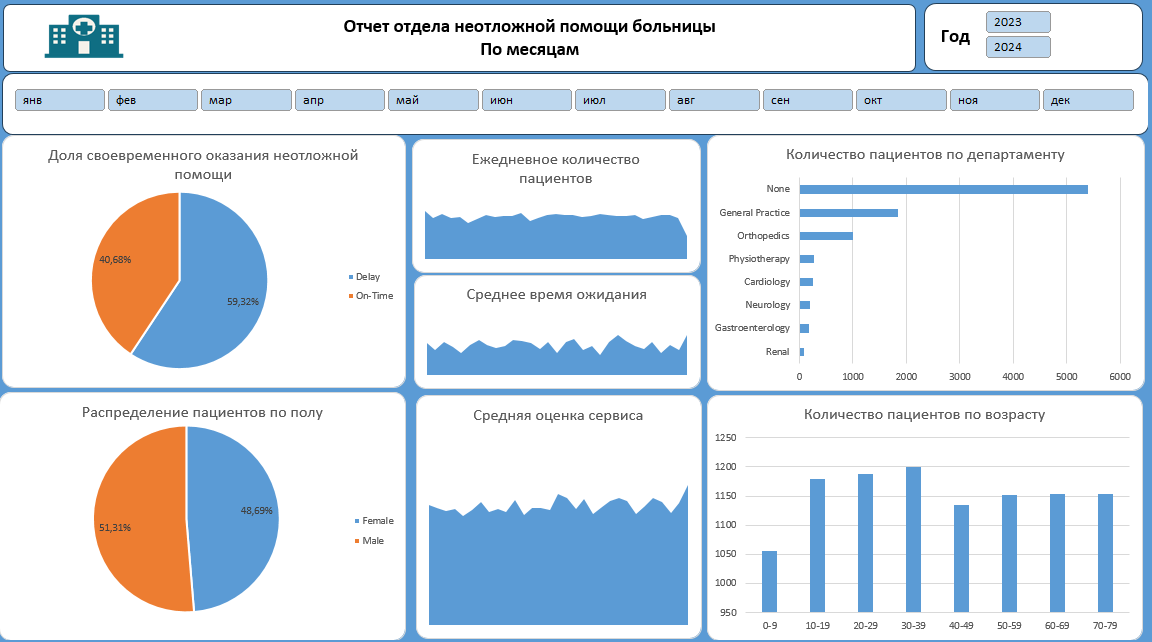 Отчет отдела неотложной помощи больницы
По месяцам
Год
2023
2024
янв
фев
мар
апр
май
июн
июл
авг
сен
окт
ноя
дек
Доля своевременного оказания неотложной
помощи
40,68%
59,32%
Delay
On-Time
Ежедневное количество
пациентов
Среднее время ожидания
Количество пациентов по департаменту
None
General Practice
Orthopedics
Physiotherapy
Cardiology
Neurology
Gastroenterology
Renal
0 1000 2000 3000 4000 5000 6000
Распределение пациентов по полу
48,69%
51,31%
Female
Male
Средняя оценка сервиса
Количество пациентов по возрасту
1250
1200
1150
1100
1050
1000
950
0-9 10-19 20-29 30-39 40-49 50-59 60-69 70-79